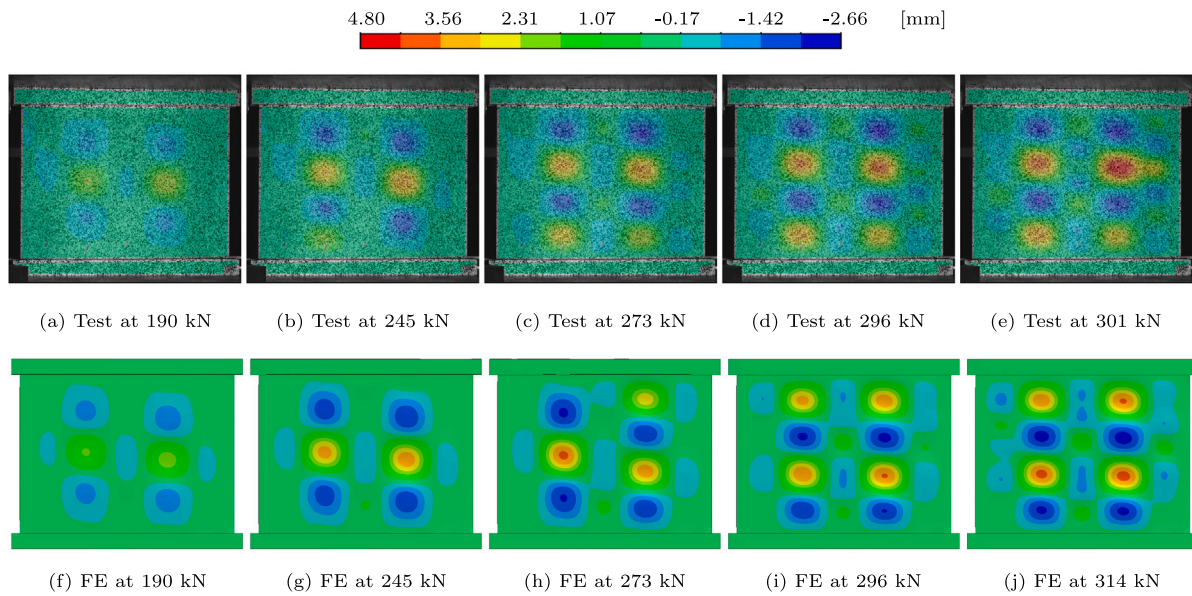 4.80 3.56 2.31 1.07 -0.17 -1.42 -2.66 [mm]
(a) Test at 190 kN (b) Test at 245 kN (c) Test at 273 kN (d) Test at 296 kN (e) Test at 301 kN
(f) FE at 190 kN (g) FE at 245 kN (h) FE at 273 kN (i) FE at 296 kN (j) FE at 314 kN